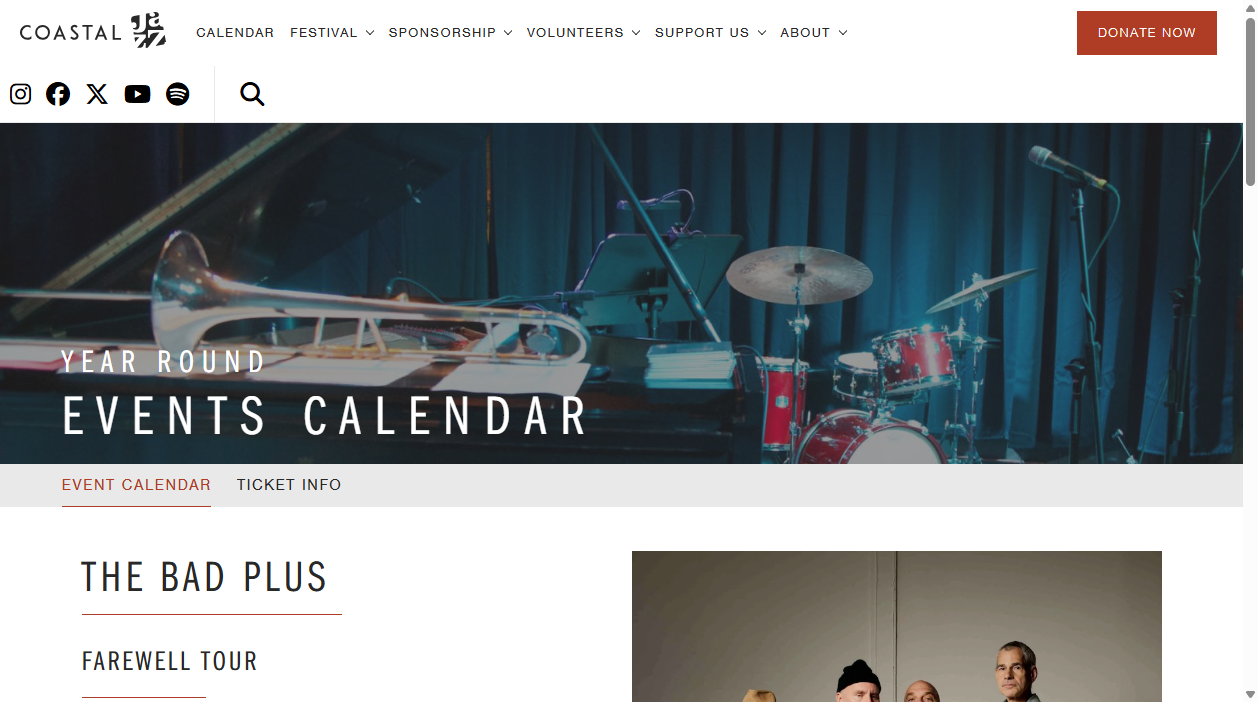 COASTAL Jazz
CALENDAR FESTIVAL SPONSORSHIP VOLUNTEERS SUPPORT US ABOUT
DONATE NOW
YEAR ROUND
EVENTS CALENDAR
EVENT CALENDAR TICKET INFO
THE BAD PLUS
FAREWELL TOUR